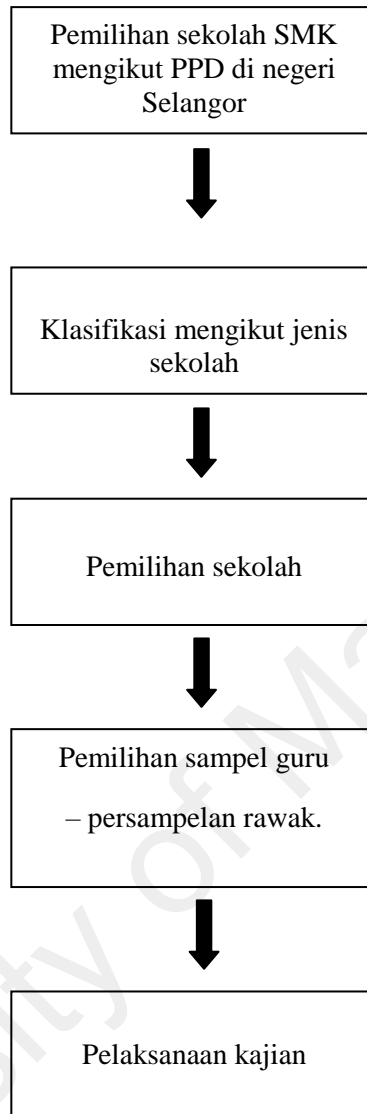 Pemilihan sekolah SMK
mengikut PPD di negeri
Selangor
Klasifikasi mengikut jenis
sekolah
Pemilihan sekolah
Pemilihan sampel guru
– persampelan rawak.
Pelaksanaan kajian